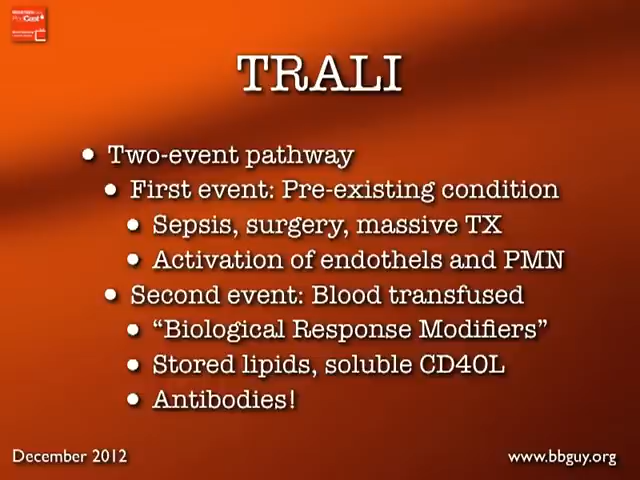 TRALI
• Two-event pathway
• First event: Pre-existing condition
• Sepsis, surgery, massive TX
• Activation of endothels and PMN
• Second event: Blood transfused
• “Biological Response Modifiers”
• Stored lipids, soluble CD40L
• Antibodies!
December 2012
www.bbguy.org